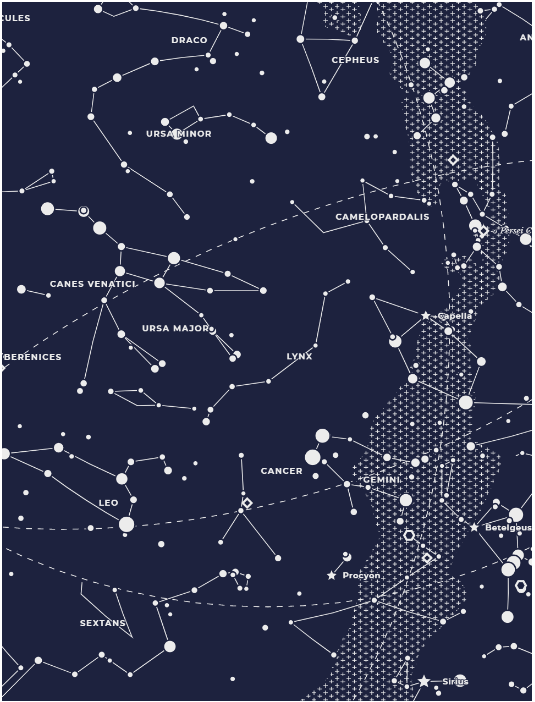 CULES
DRACO
AN
CEPHEUS
URSA MINOR
CAMELOPARDALIS
Persei C
CANES VENATICI
Capella
URSA MAJOR
BERENICES
LYNX
CANCER
GEMINI
LEO
Betelgeus
Procyon
SEXTANS
Sirius